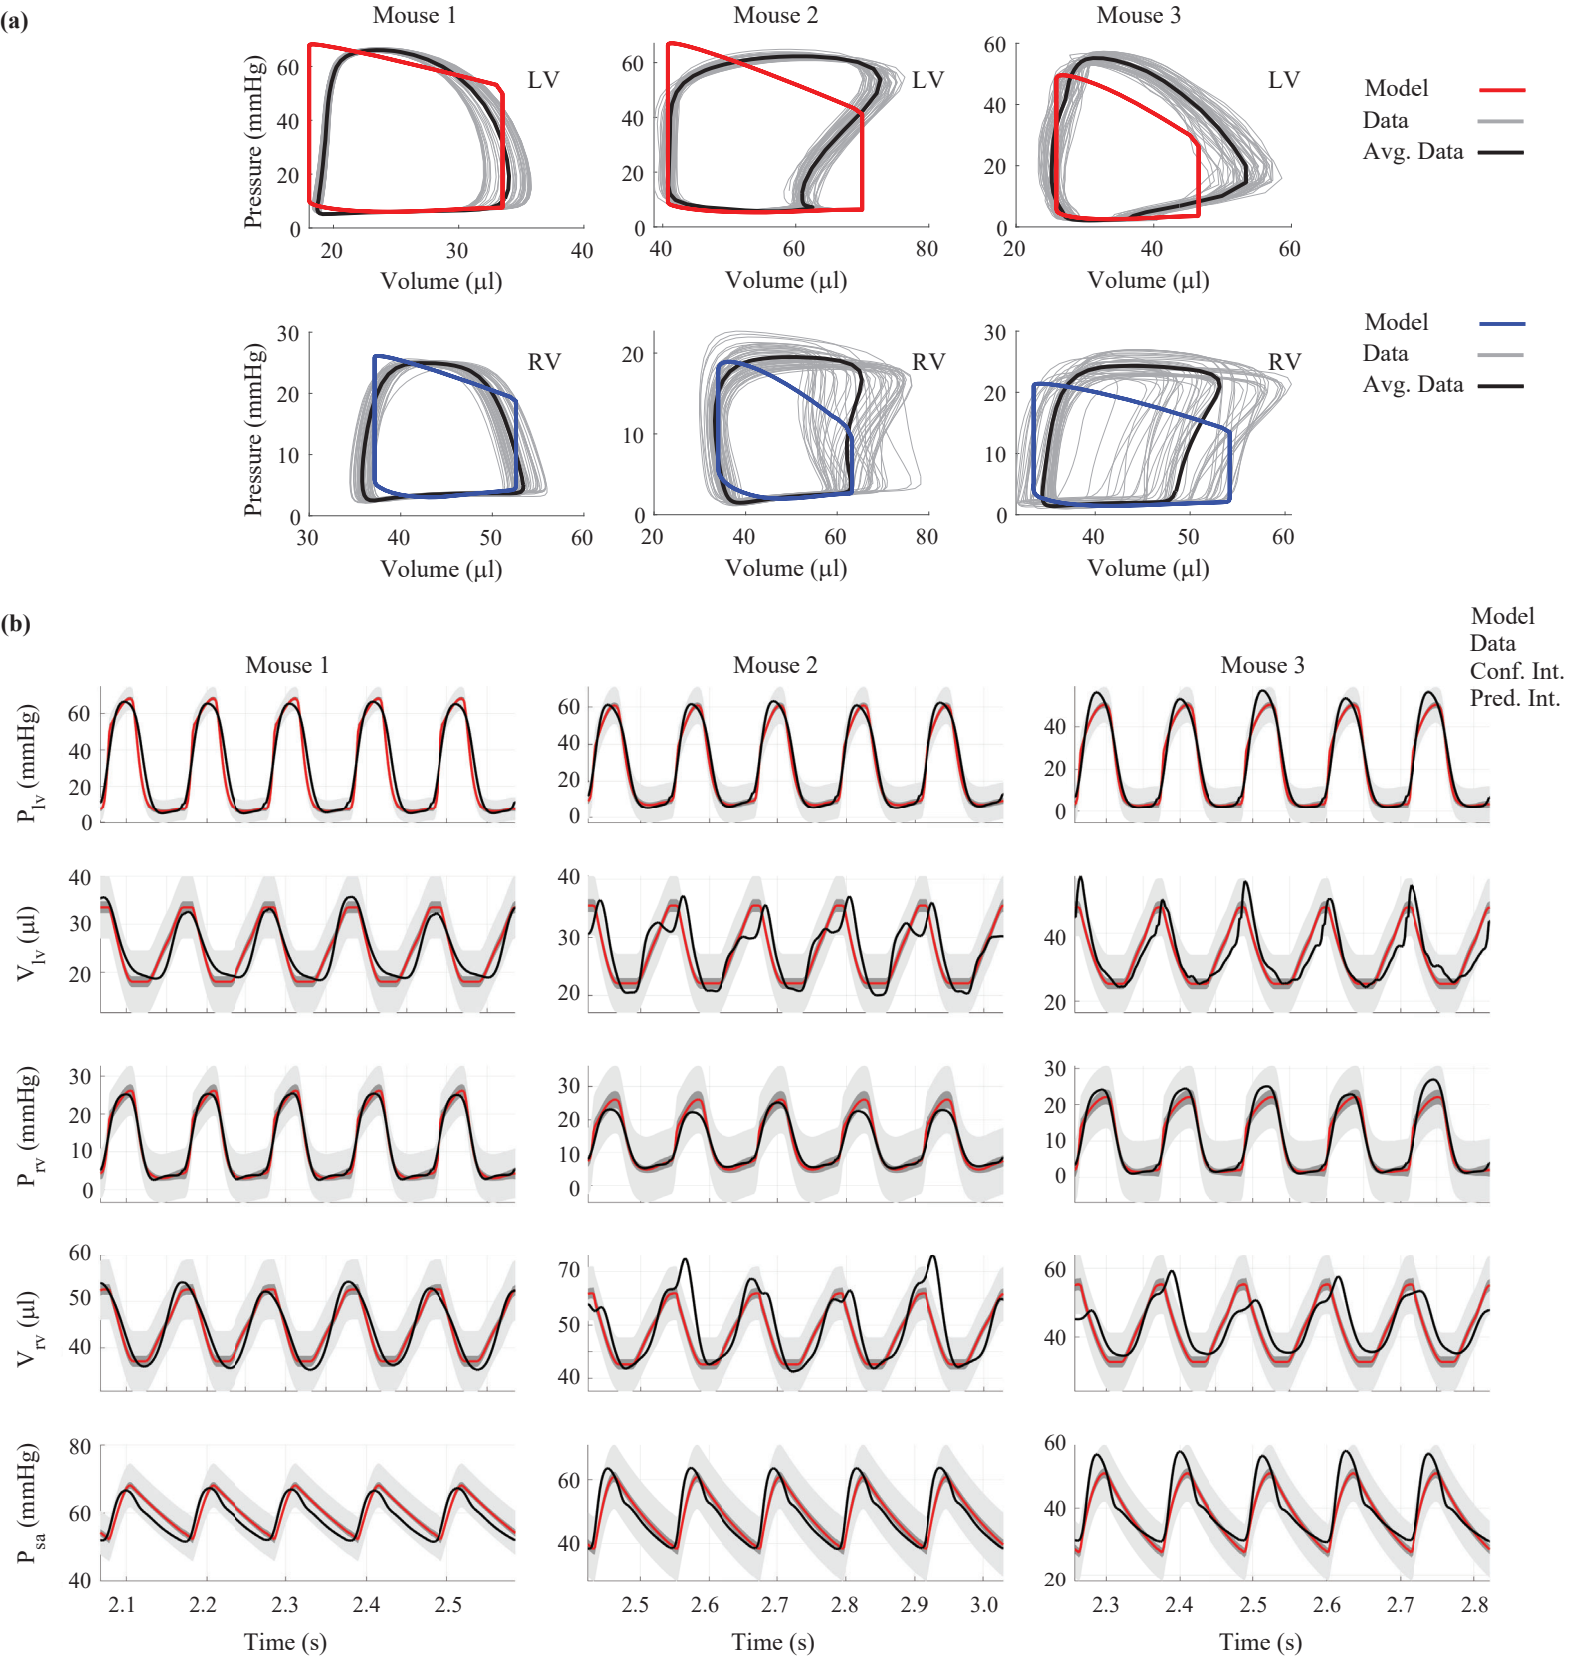 (a)
Mouse 1
Mouse 2
Mouse 3
Pressure (mmHg)
60
40
20
0
LV
20
30
40
Volume (µl)
60
40
20
0
LV
40
60
80
Volume (µl)
60
40
20
0
LV
20
40
60
Volume (µl)
Model
Data
Avg. Data
Pressure (mmHg)
30
20
10
0
RV
30
40
50
60
Volume (µl)
20
10
0
RV
20
40
60
80
Volume (µl)
30
20
10
0
RV
40
50
60
Volume (µl)
Model
Data
Avg. Data
(b)
Model
Data
Conf. Int.
Pred. Int.
Mouse 1
Mouse 2
Mouse 3
P lv (mmHg)
60
40
20
0
60
40
20
0
40
20
0
V lv (µl)
40
30
20
40
30
20
40
20
P rv (mmHg)
30
20
10
0
30
20
10
0
30
20
10
0
V rv (µl)
60
50
40
70
50
40
60
40
P sa (mmHg)
80
60
40
60
40
60
40
20
2.1 2.2 2.3 2.4 2.5
2.5 2.6 2.7 2.8 2.9 3.0
2.3 2.4 2.5 2.6 2.7 2.8
Time (s)
Time (s)
Time (s)